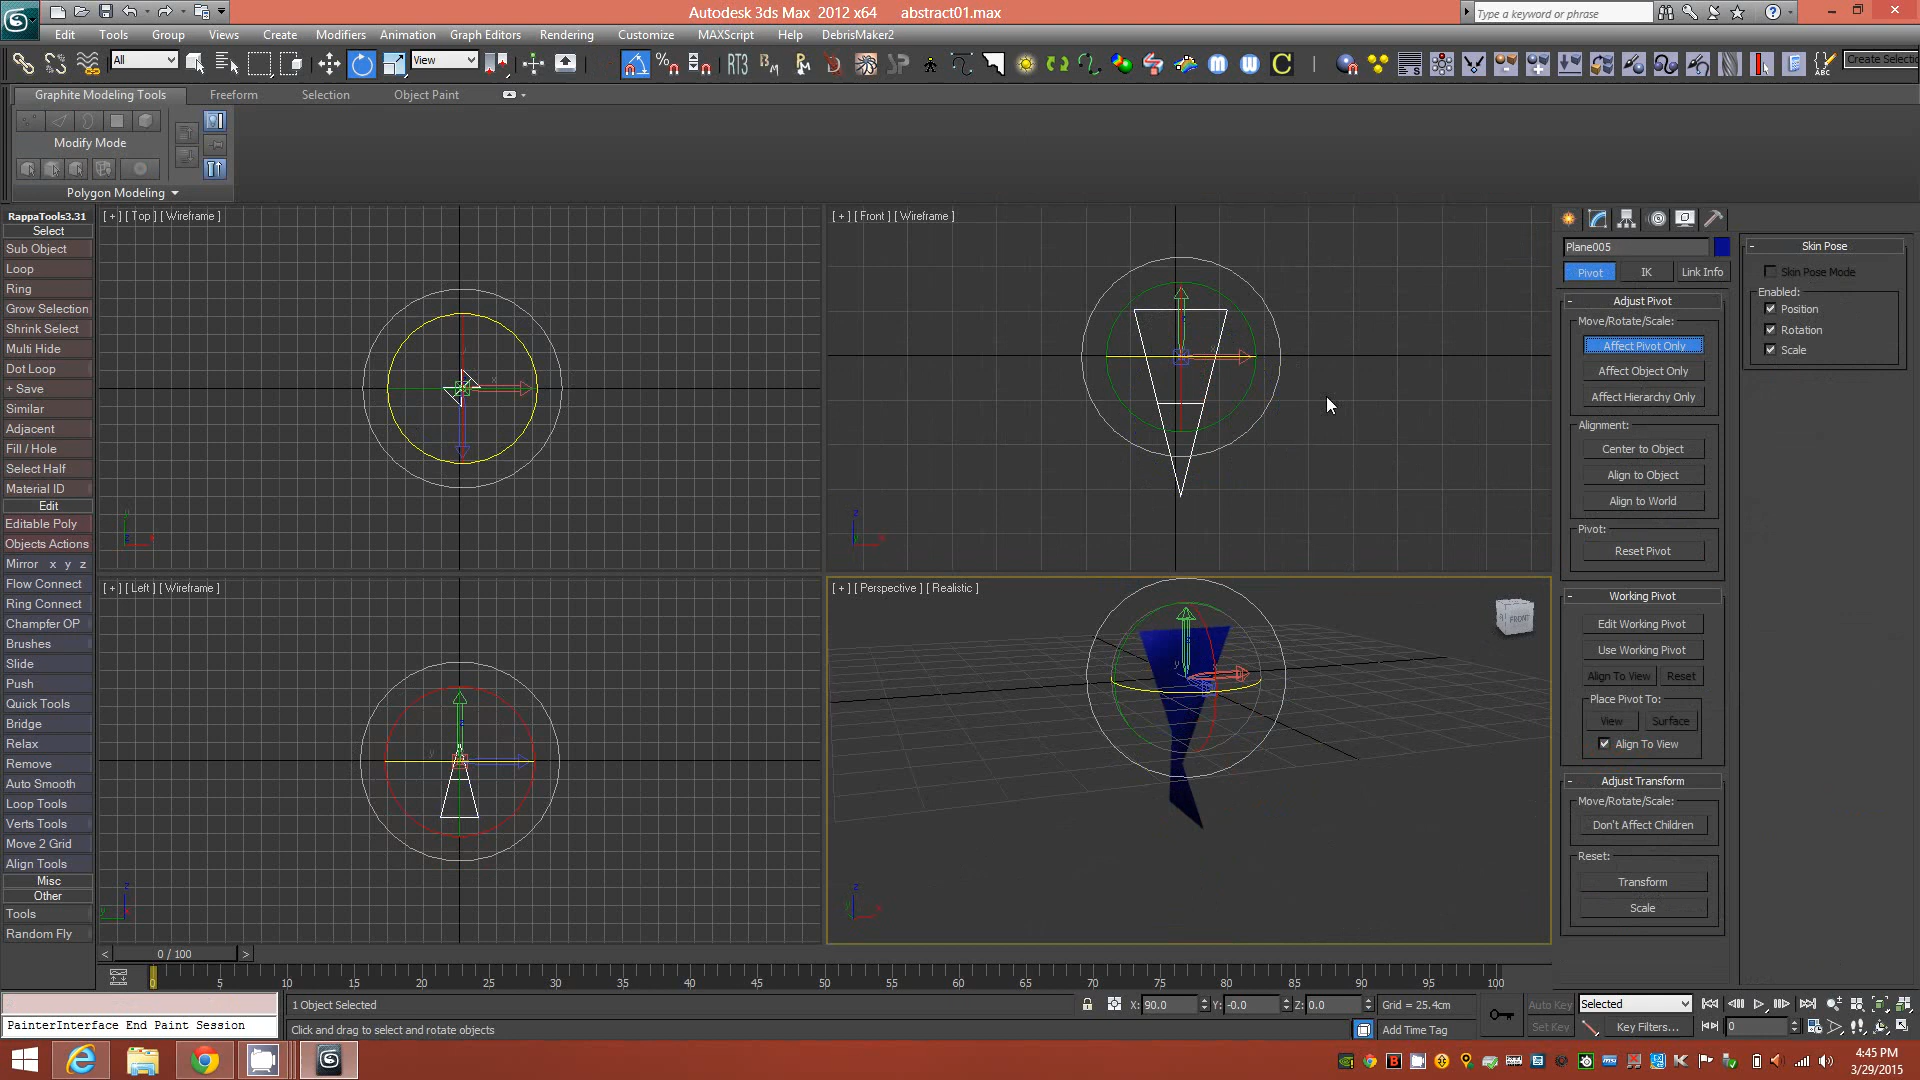 Autodesk 3ds Max 2012 x64 abstract01.max
Type a keyword or phrase
Edit Tools Group Views Create Modifiers Animation Graph Editors Rendering Customize MAXScript Help DebrisMaker2
All
View
RT3
Create Selectio
Graphite Modeling Tools Freeform Selection Object Paint
Modify Mode
Polygon Modeling
RappaTools3.31
Select
Sub Object
Loop
Ring
Grow Selection
Shrink Select
Multi Hide
Dot Loop
+ Save
Similar
Adjacent
Fill / Hole
Select Half
Material ID
Edit
Editable Poly
Objects Actions
Mirror x y z
Flow Connect
Ring Connect
Champfer OP
Brushes
Slide
Push
Quick Tools
Bridge
Relax
Remove
Auto Smooth
Loop Tools
Verts Tools
Move 2 Grid
Align Tools
Misc
Other
Tools
Random Fly
[ + ] [ Top ] [ Wireframe ]
[ + ] [ Front ] [ Wireframe ]
[ + ] [ Left ] [ Wireframe ]
[ + ] [ Perspective ] [ Realistic ]
FRONT
Plane005
Pivot IK Link Info
- Adjust Pivot
Move/Rotate/Scale:
Affect Pivot Only
Affect Object Only
Affect Hierarchy Only
Alignment:
Center to Object
Align to Object
Align to World
Pivot:
Reset Pivot
- Working Pivot
Edit Working Pivot
Use Working Pivot
Align To View Reset
Place Pivot To:
View Surface
Align To View
- Adjust Transform
Move/Rotate/Scale:
Don't Affect Children
Reset:
Transform
Scale
- Skin Pose
Skin Pose Mode
Enabled:
Position
Rotation
Scale
< 0 / 100 >
0 5 10 15 20 25 30 35 40 45 50 55 60 65 70 75 80 85 90 95 100
1 Object Selected
X: 90.0 Y: -0.0 Z: 0.0 Grid = 25.4cm
Auto Key Selected
PainterInterface End Paint Session
Click and drag to select and rotate objects
Add Time Tag
Set Key Key Filters... 0
4:45 PM
3/29/2015